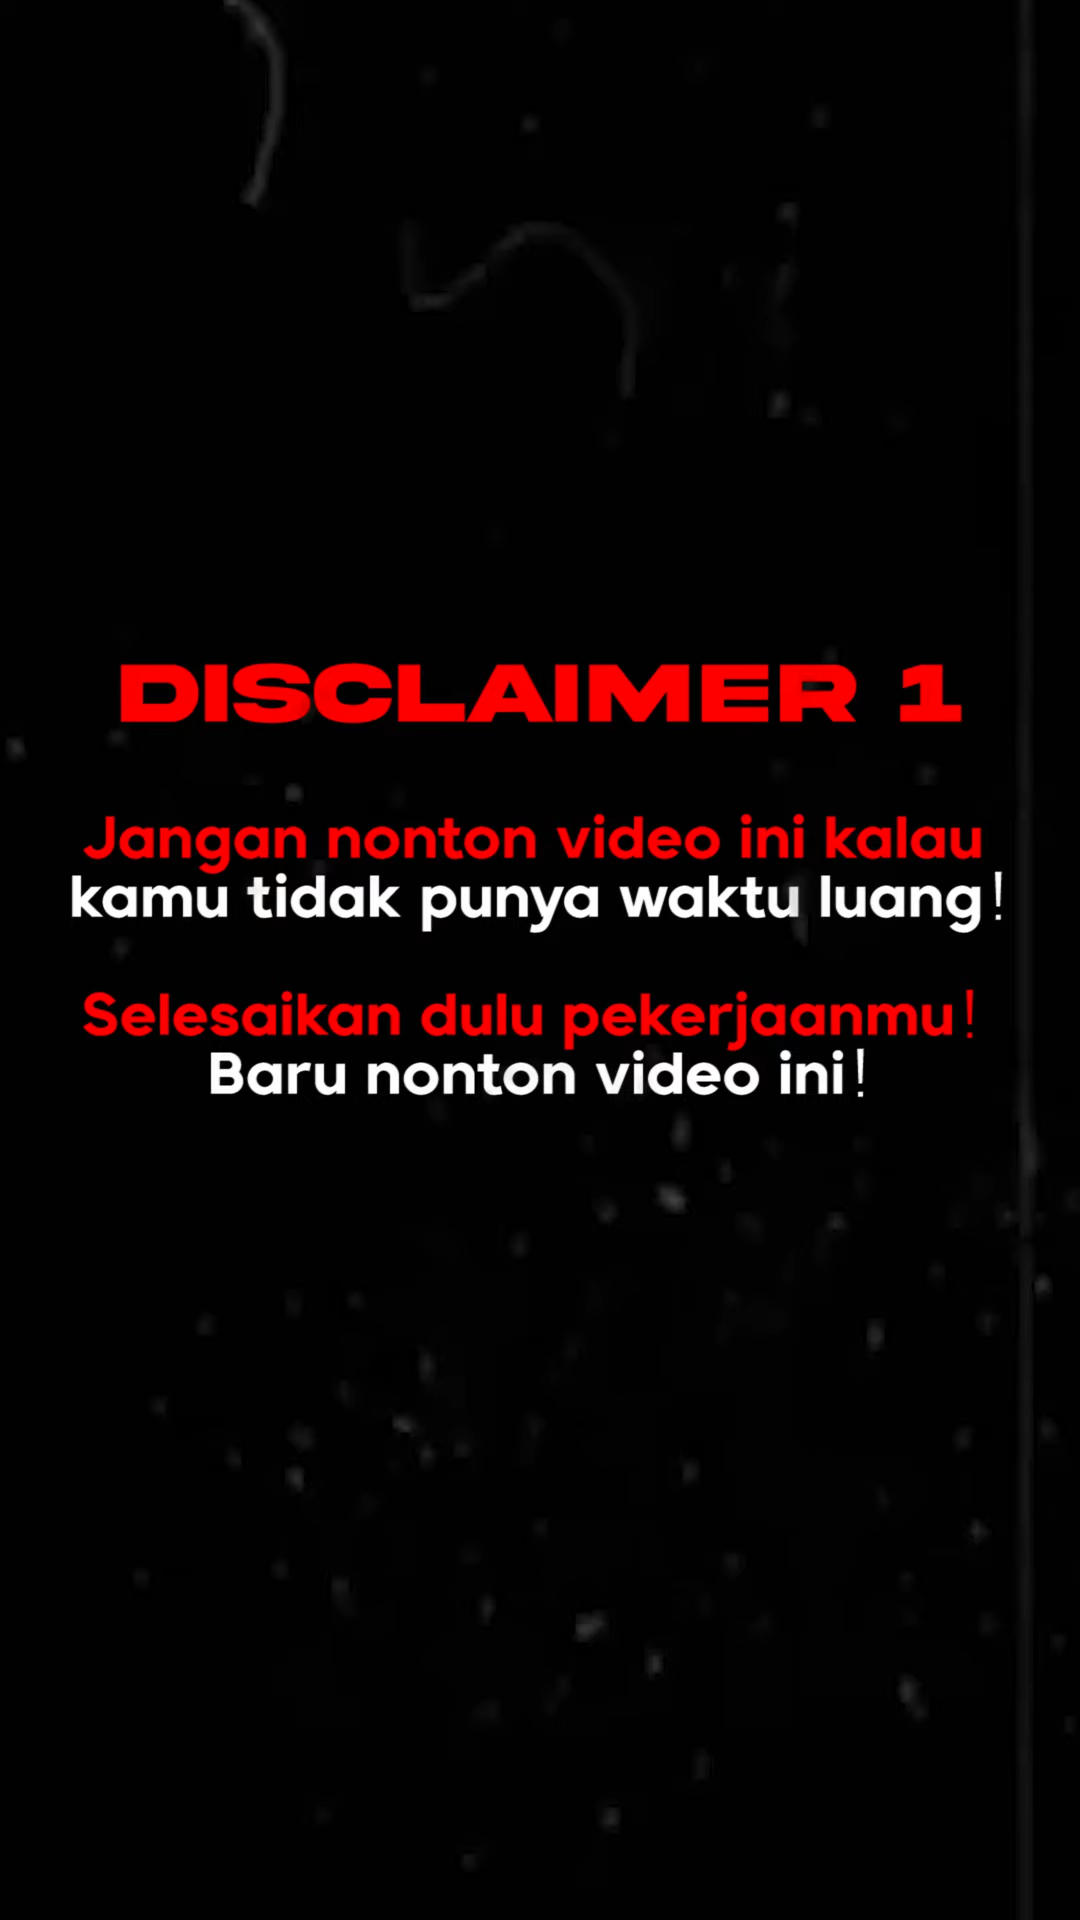 DISCLAIMER 1
Jangan nonton video ini kalau
kamu tidak punya waktu luang!
Selesaikan dulu pekerjaanmu!
Baru nonton video ini!